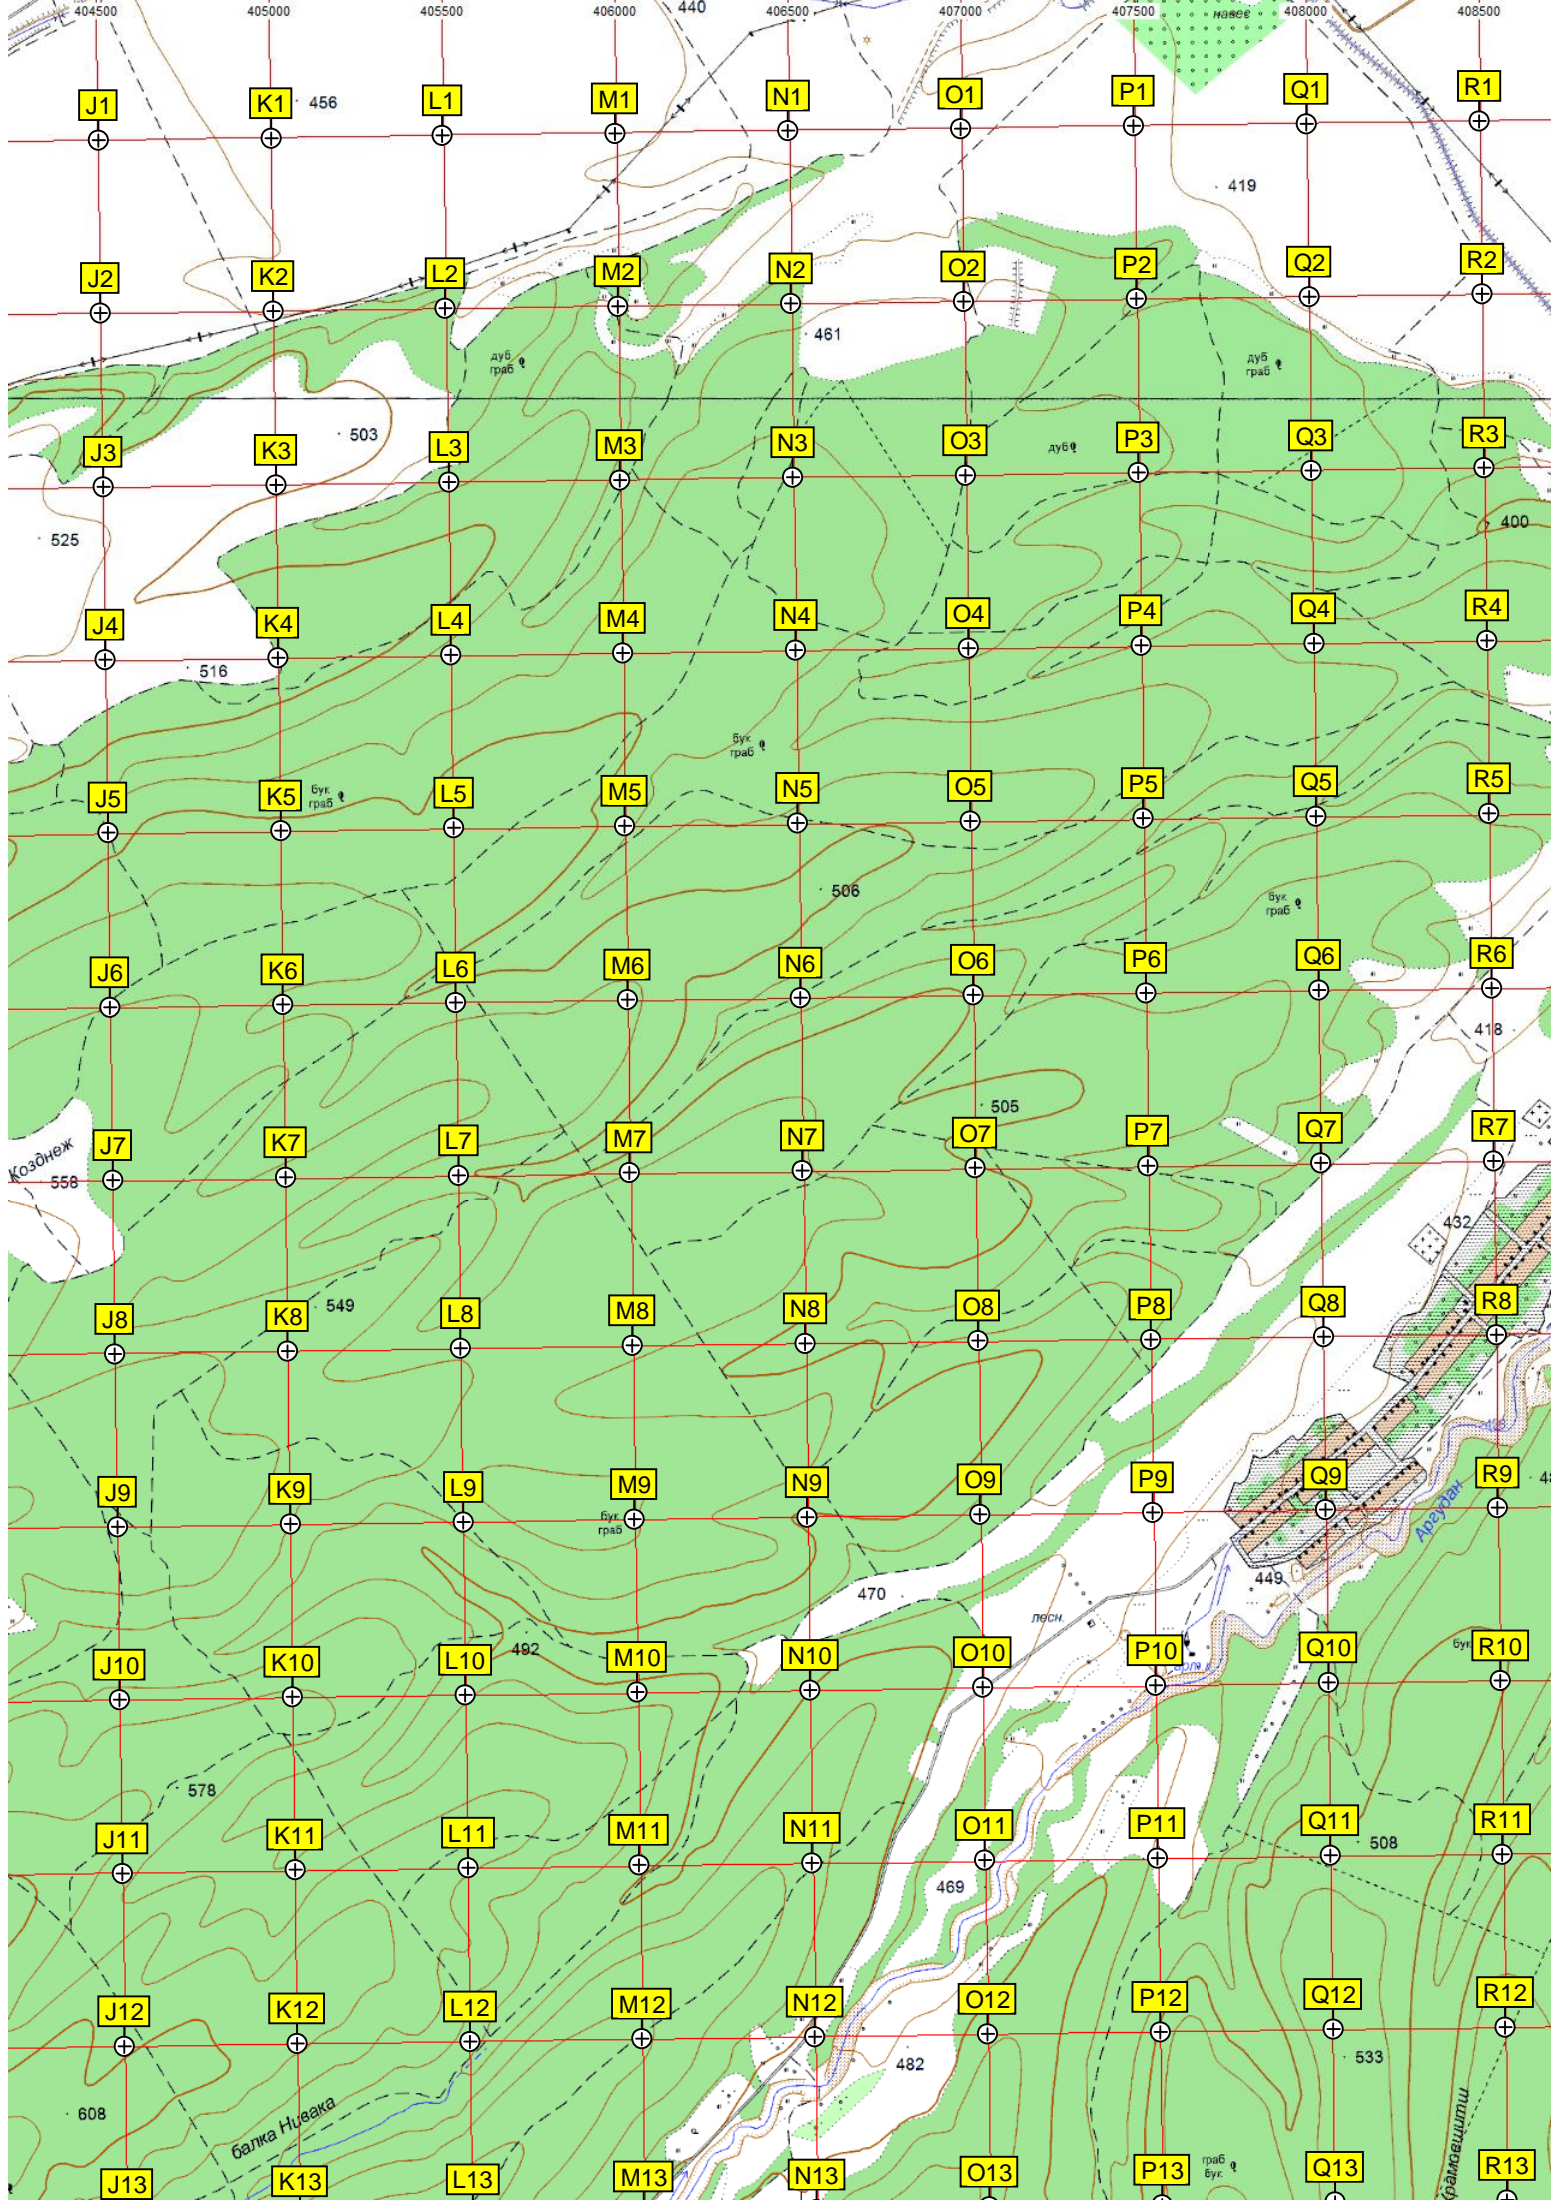 404500 405000 405500 406000 440 406500 407000 407500 навес 408000 408500
J1 K1 456 L1 M1 N1 O1 P1 Q1 R1
419
J2 K2 L2 M2 N2 O2 P2 Q2 R2
461
дуб
граб
дуб
граб
503
J3 K3 L3 M3 N3 O3 дуб P3 Q3 R3
525
400
J4 K4 L4 M4 N4 O4 P4 Q4 R4
516
бук
граб
J5 K5 бук
граб
L5 M5 N5 O5 P5 Q5 R5
506
бук
граб
J6 K6 L6 M6 N6 O6 P6 Q6 R6
418
505
Козднеж
558
J7 K7 L7 M7 N7 O7 P7 Q7 R7
432
549
J8 K8 L8 M8 N8 O8 P8 Q8 R8
J9 K9 L9 M9 N9 O9 P9 Q9 R9
бук
граб
Аргудан
449
470
лесн.
492
J10 K10 L10 M10 N10 O10 P10 Q10 бук R10
578
J11 K11 L11 M11 N11 O11 P11 Q11 R11
508
469
J12 K12 L12 M12 N12 O12 P12 Q12 R12
482
533
608
балка Нивака
граб
бук
J13 K13 L13 M13 N13 O13 P13 Q13 R13